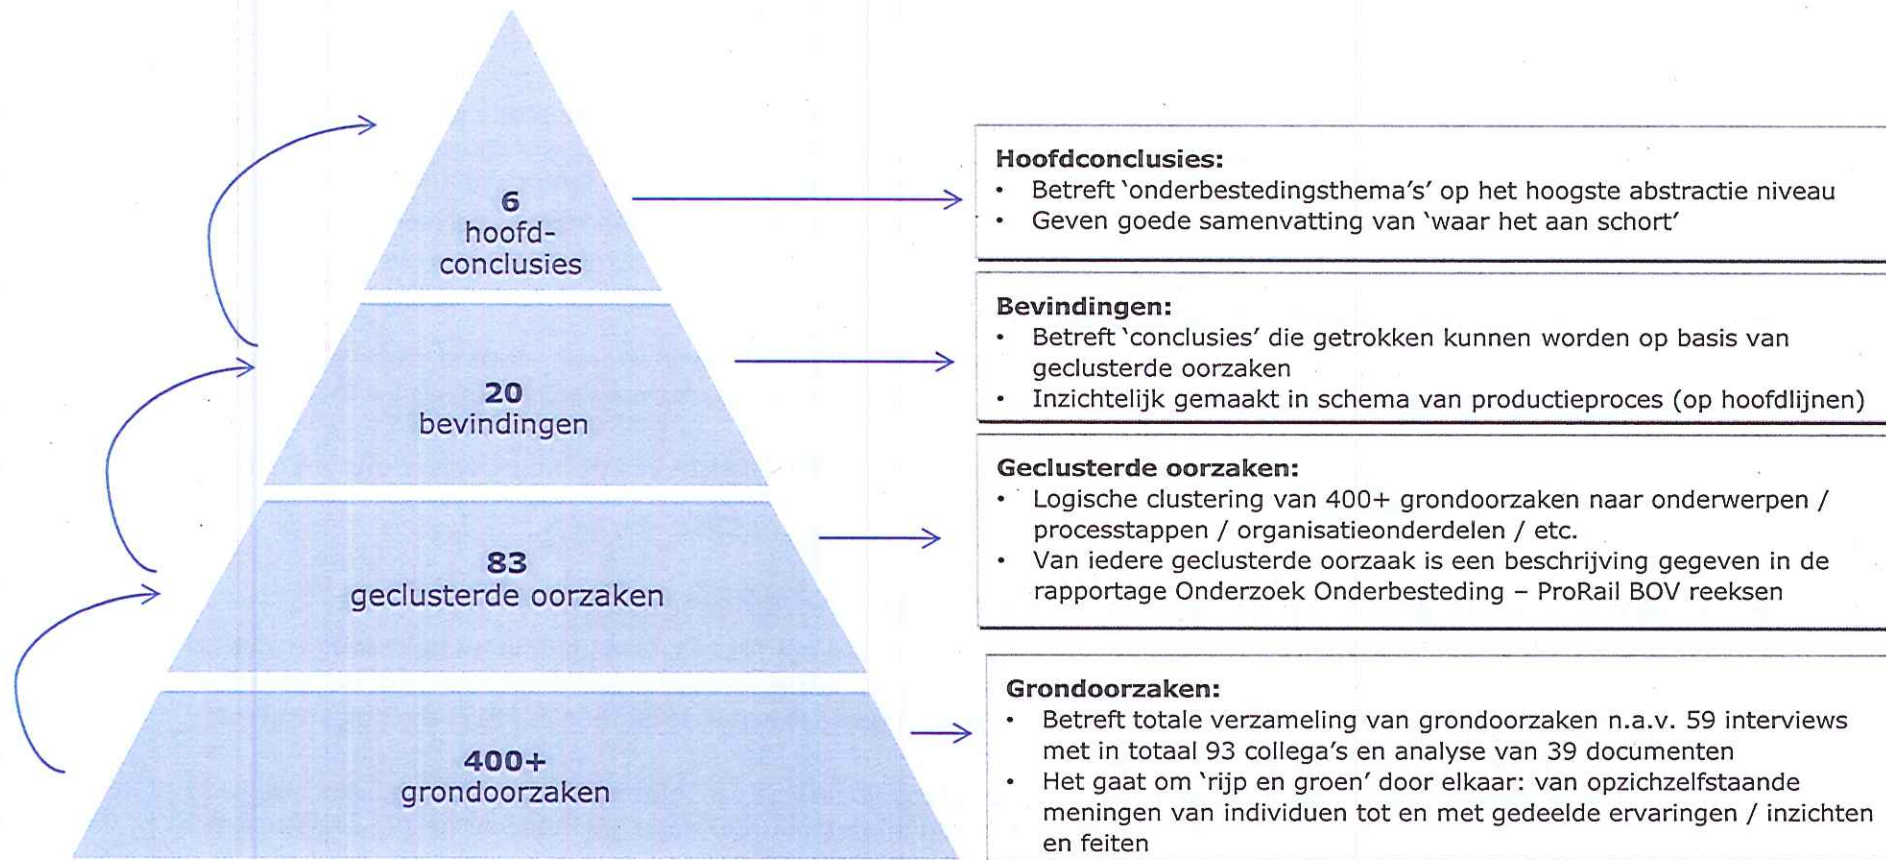 6
hoofd-
conclusies
20
bevindingen
83
geclusterde oorzaken
400+
grondoorzaken
Hoofdconclusies:
• Betreft ‘onderbestedingsthema’s’ op het hoogste abstractie niveau
• Geven goede samenvatting van ‘waar het aan schort’
Bevindingen:
• Betreft ‘conclusies’ die getrokken kunnen worden op basis van
geclusterde oorzaken
• Inzichtelijk gemaakt in schema van productieproces (op hoofdlijnen)
Geclusterde oorzaken:
• Logische clustering van 400+ grondoorzaken naar onderwerpen /
processtappen / organisatieonderdelen / etc.
• Van iedere geclusterde oorzaak is een beschrijving gegeven in de
rapportage Onderzoek Onderbesteding – ProRail BOV reeksen
Grondoorzaken:
• Betreft totale verzameling van grondoorzaken n.a.v. 59 interviews
met in totaal 93 collega’s en analyse van 39 documenten
• Het gaat om ‘rijp en groen’ door elkaar: van opzichzelfstaande
meningen van individuen tot en met gedeelde ervaringen / inzichten
en feiten